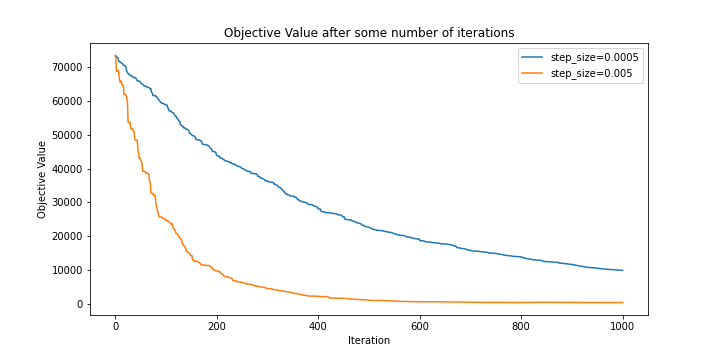 Objective Value after some number of iterations
step_size=0.0005
step_size=0.005
Objective Value
70000
60000
50000
40000
30000
20000
10000
0
0 200 400 600 800 1000
Iteration